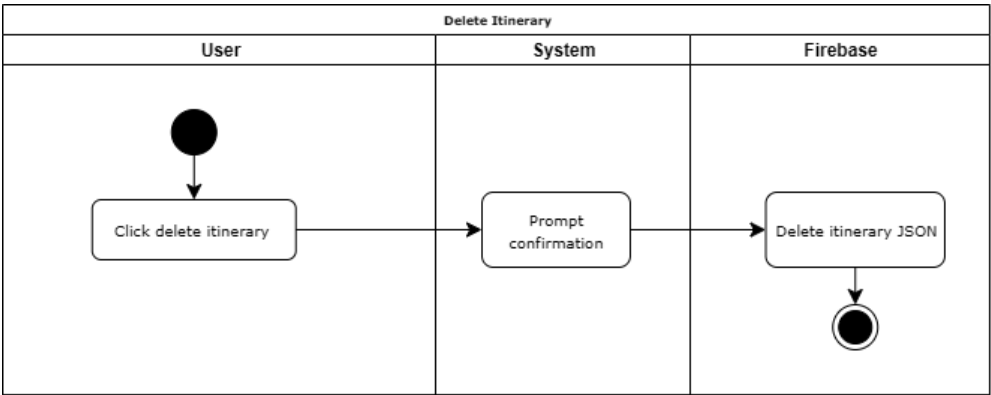 Delete Itinerary
User
System
Firebase
Click delete itinerary
Prompt
confirmation
Delete itinerary JSON